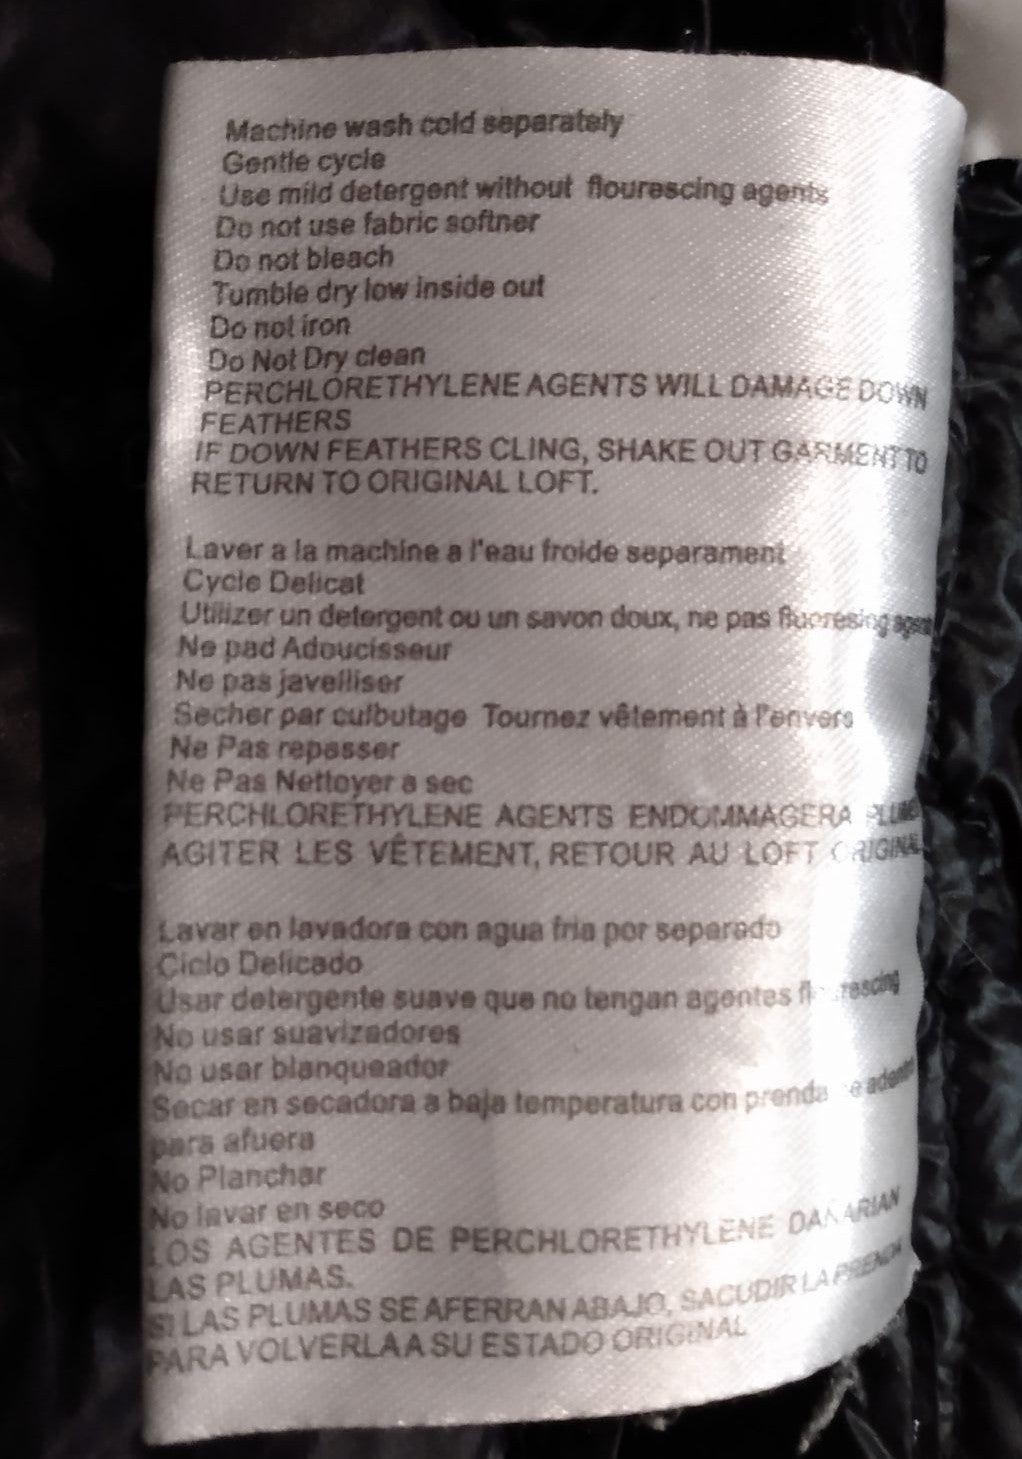 Machine wash cold separately
Gentle cycle
Use mild detergent without flourescing agents
Do not use fabric softner
Do not bleach
Tumble dry low inside out
Do not iron
Do Not Dry clean
PERCHLORETHYLENE AGENTS WILL DAMAGE DOWN
FEATHERS
IF DOWN FEATHERS CLING, SHAKE OUT GARMENT TO
RETURN TO ORIGINAL LOFT.
Laver a la machine a l'eau froide separament
Cycle Delicat
Utilizer un detergent ou un savon doux, ne pas fluoresing
Ne pad Adoucisseur
Ne pas javelliser
Secher par culbutage Tournez vêtement à l'envers
Ne Pas repasser
Ne Pas Nettoyer a sec
PERCHLORETHYLENE AGENTS ENDOMMAGERA
AGITER LES VÊTEMENT, RETOUR AU LOFT ORIGINAL
Lavar en lavadora con agua fria por separado
Ciclo Delicado
Usar detergente suave que no tengan agentes
No usar suavizadores
No usar blanqueador
Secar en secadora a baja temperatura con prenda
para afuera
No Planchar
No lavar en seco
LOS AGENTES DE PERCHLORETHYLENE
LAS PLUMAS.
SI LAS PLUMAS SE AFERRAN ABAJO, SACUDIR LA PRENDA
PARA VOLVERLA A SU ESTADO ORIGINAL